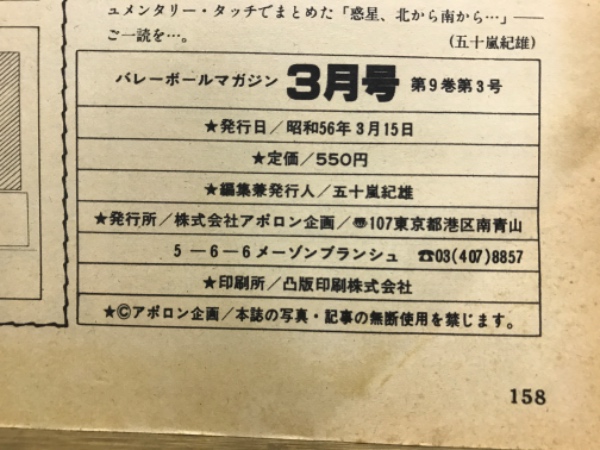 ュメンタリー・タッチでまとめた「惑星、北から南から…」──
ご一読を…。
(五十嵐紀雄)
バレーボールマガジン 3月号 第9巻第3号
★発行日/昭和56年3月15日
★定価/550円
★編集兼発行人/五十嵐紀雄
★発行所/株式会社アポロン企画/〠107東京都港区南青山
5-6-6メーゾンブランシュ ☎03(407)8857
★印刷所/凸版印刷株式会社
★©アポロン企画/本誌の写真・記事の無断使用を禁じます。
158